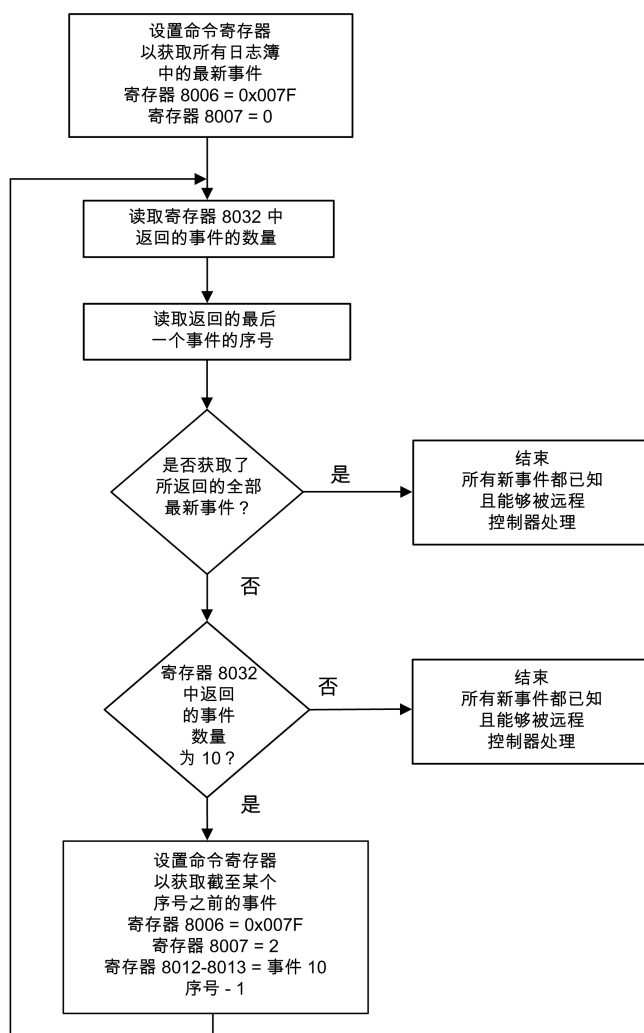 设置命令寄存器
以获取所有日志簿
中的最新事件
寄存器 8006 = 0x007F
寄存器 8007 = 0
读取寄存器 8032 中
返回的事件的数量
读取返回的最后
一个事件的序号
是否获取了
所返回的全部
最新事件？
是
结束
所有新事件都已知
且能够被远程
控制器处理
否
寄存器 8032
中返回
的事件
数量
为 10？
否
结束
所有新事件都已知
且能够被远程
控制器处理
是
设置命令寄存器
以获取截至某个
序号之前的事件
寄存器 8006 = 0x007F
寄存器 8007 = 2
寄存器 8012-8013 = 事件 10
序号 - 1